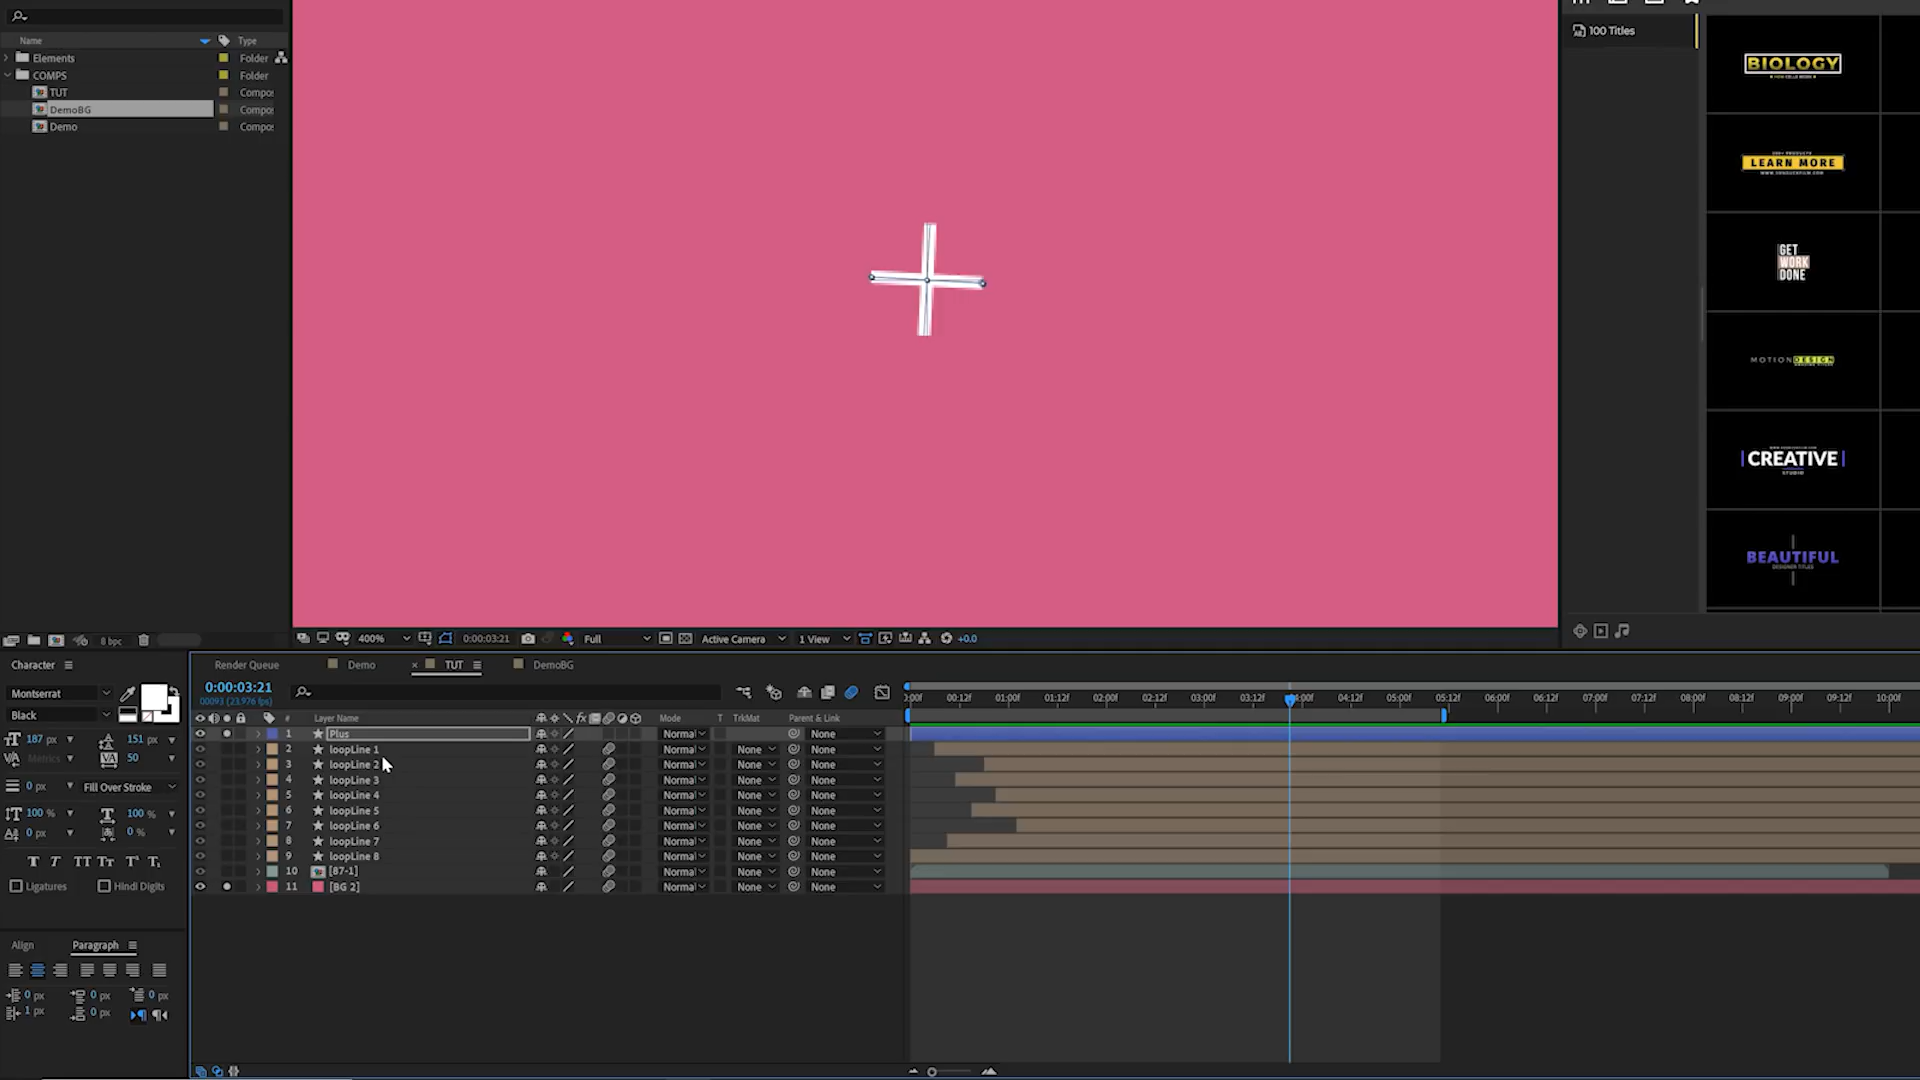 Name
Type
Elements
Folder
COMPS
Folder
TUT
Compos
DemoBG
Compos
Demo
Compos
8 bpc
400%
0:00:03:21
Full
Active Camera
1 View
+0.0
100 Titles
BIOLOGY
LEARN MORE
GET
WORK
DONE
MOTION DESIGN
CREATIVE
STUDIO
BEAUTIFUL
DESIGNER TITLES
Character
Montserrat
Black
187 px
151 px
Metrics
50
0 px
Fill Over Stroke
100 %
100 %
0 px
0 %
Ligatures
Hindi Digits
Align
Paragraph
0 px
0 px
0 px
1 px
0 px
Render Queue
Demo
TUT
DemoBG
0:00:03:21
00093 (23.976 fps)
#
Layer Name
Mode
T
TrkMat
Parent & Link
1 Plus Normal None
2 loopLine 1 Normal None None
3 loopLine 2 Normal None None
4 loopLine 3 Normal None None
5 loopLine 4 Normal None None
6 loopLine 5 Normal None None
7 loopLine 6 Normal None None
8 loopLine 7 Normal None None
9 loopLine 8 Normal None None
10 [87-1] Normal None None
11 [BG 2] Normal None None
00f 00:12f 01:00f 01:12f 02:00f 02:12f 03:00f 03:12f 04:00f 04:12f 05:00f 05:12f 06:00f 06:12f 07:00f 07:12f 08:00f 08:12f 09:00f 09:12f 10:00f